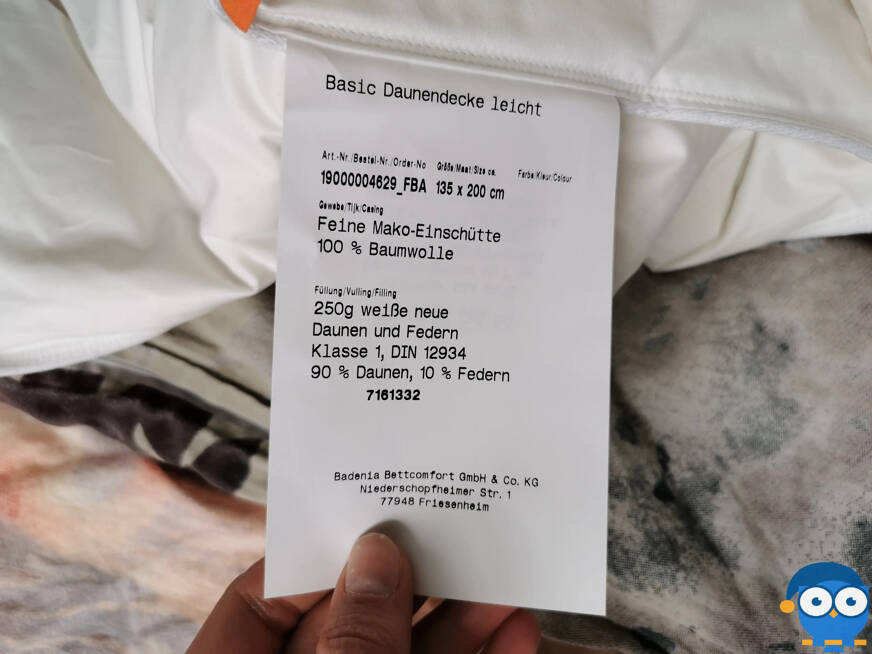 Basic Daunendecke leicht
Art.-Nr./Bestel-Nr./Order-No Größe/Maat/Size ca. Farbe/Kleur/Colour
19000004629_FBA 135 x 200 cm
Gewebe/Tijk/Casing
Feine Mako-Einschütte
100 % Baumwolle
Füllung/Vulling/Filling
250g weiße neue
Daunen und Federn
Klasse 1, DIN 12934
90 % Daunen, 10 % Federn
7161332
Badenia Bettcomfort GmbH & Co. KG
Niederschopfheimer Str. 1
77948 Friesenheim